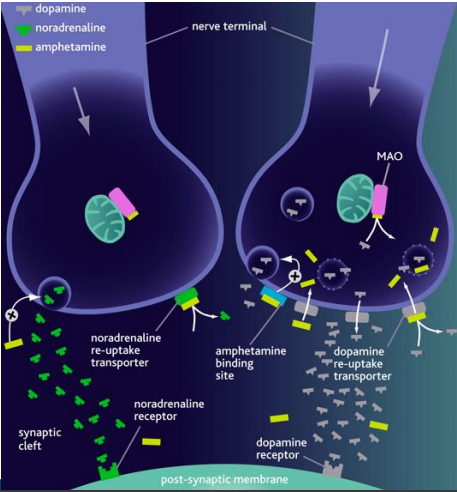 dopamine
noradrenaline
amphetamine
nerve terminal
MAO
noradrenaline
re-uptake
transporter
amphetamine
binding
site
dopamine
re-uptake
transporter
noradrenaline
receptor
synaptic
cleft
dopamine
receptor
post-synaptic membrane